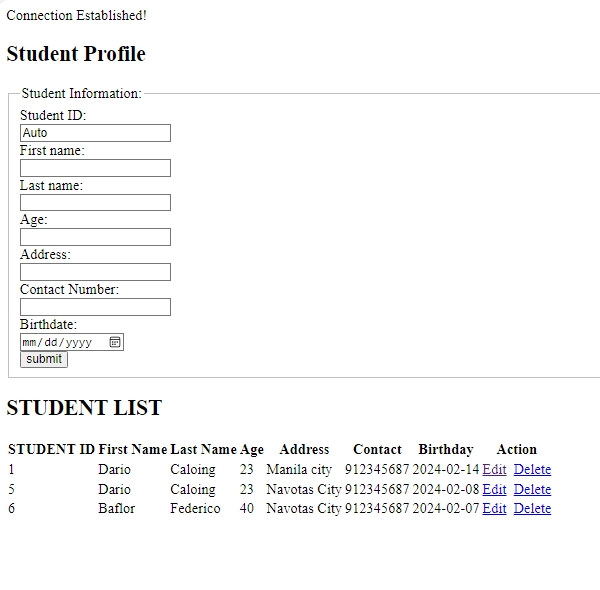 Connection Established!
Student Profile
Student Information:
Student ID:
Auto
First name:
Last name:
Age:
Address:
Contact Number:
Birthdate:
mm/dd/yyyy
submit
STUDENT LIST
STUDENT ID First Name Last Name Age Address Contact Birthday Action
1 Dario Caloing 23 Manila city 912345687 2024-02-14 Edit Delete
5 Dario Caloing 23 Navotas City 912345687 2024-02-08 Edit Delete
6 Baflor Federico 40 Navotas City 912345687 2024-02-07 Edit Delete